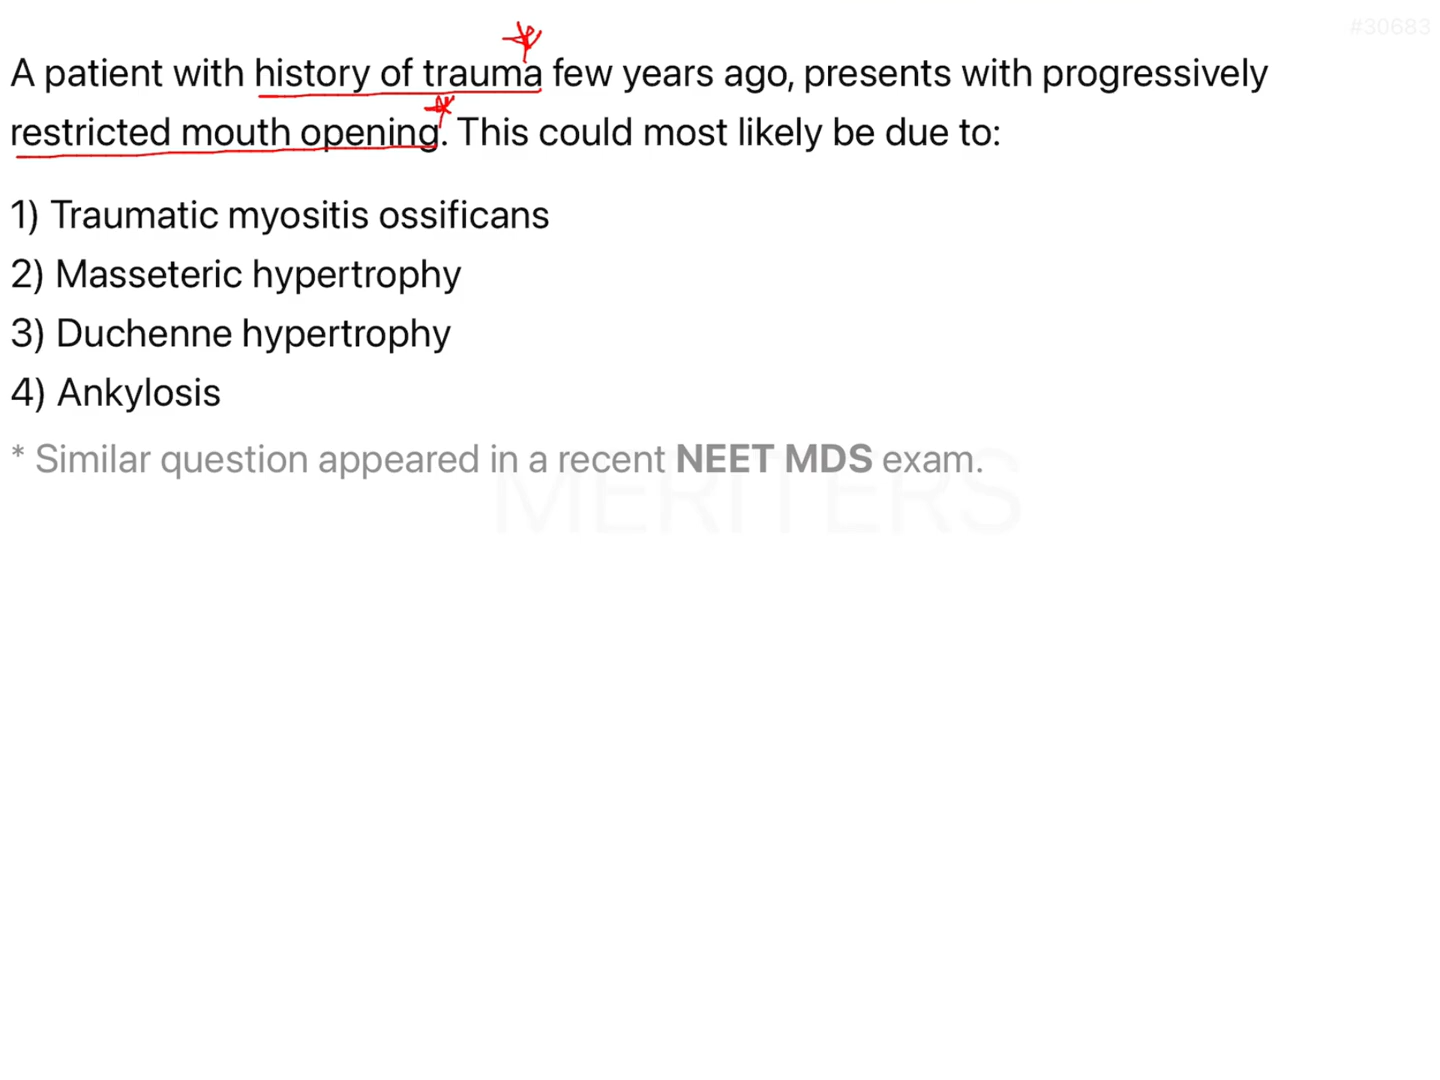 #30683
A patient with history of trauma few years ago, presents with progressively
restricted mouth opening. This could most likely be due to:
1) Traumatic myositis ossificans
2) Masseteric hypertrophy
3) Duchenne hypertrophy
4) Ankylosis
* Similar question appeared in a recent NEET MDS exam.
MERITERS